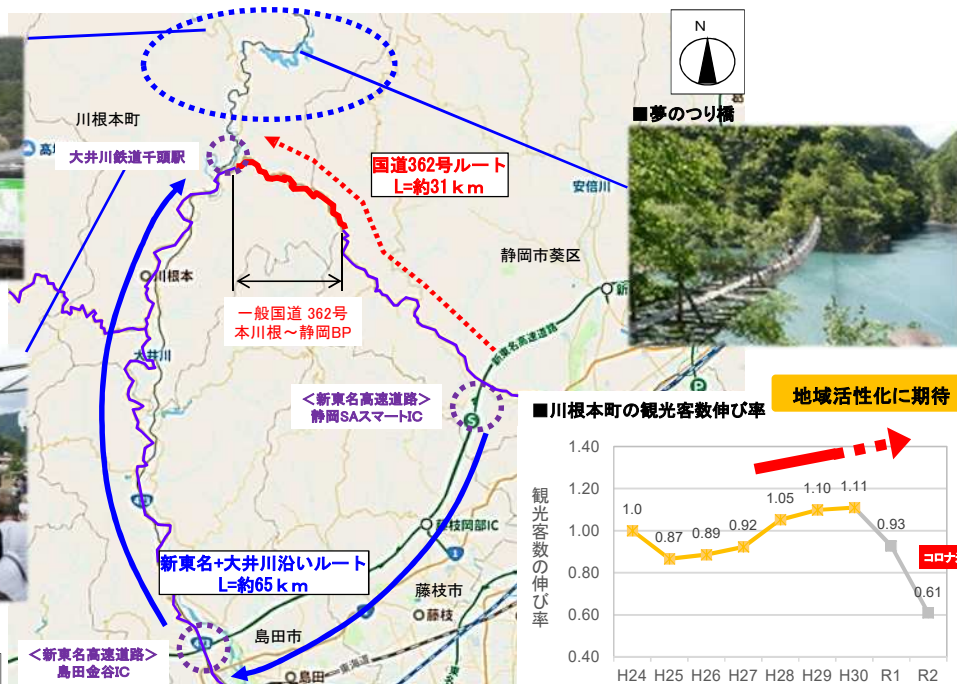 N
■夢のつり橋
川根本町
大井川鉄道千頭駅
国道362号ルート
L=約31km
安倍川
静岡市葵区
川根本
一般国道 362号
本川根～静岡BP
大井川
新東名高速道路
＜新東名高速道路＞
静岡SAスマートIC
藤枝岡部IC
新東名+大井川沿いルート
L=約65km
藤枝市
藤枝
島田市
＜新東名高速道路＞
島田金谷IC
島田
東海道
地域活性化に期待
■川根本町の観光客数伸び率
観光客数の伸び率
1.40
1.20
1.00
0.80
0.60
0.40
1.0
0.87
0.89
0.92
1.05
1.10
1.11
0.93
0.61
コロナ
H24 H25 H26 H27 H28 H29 H30 R1 R2